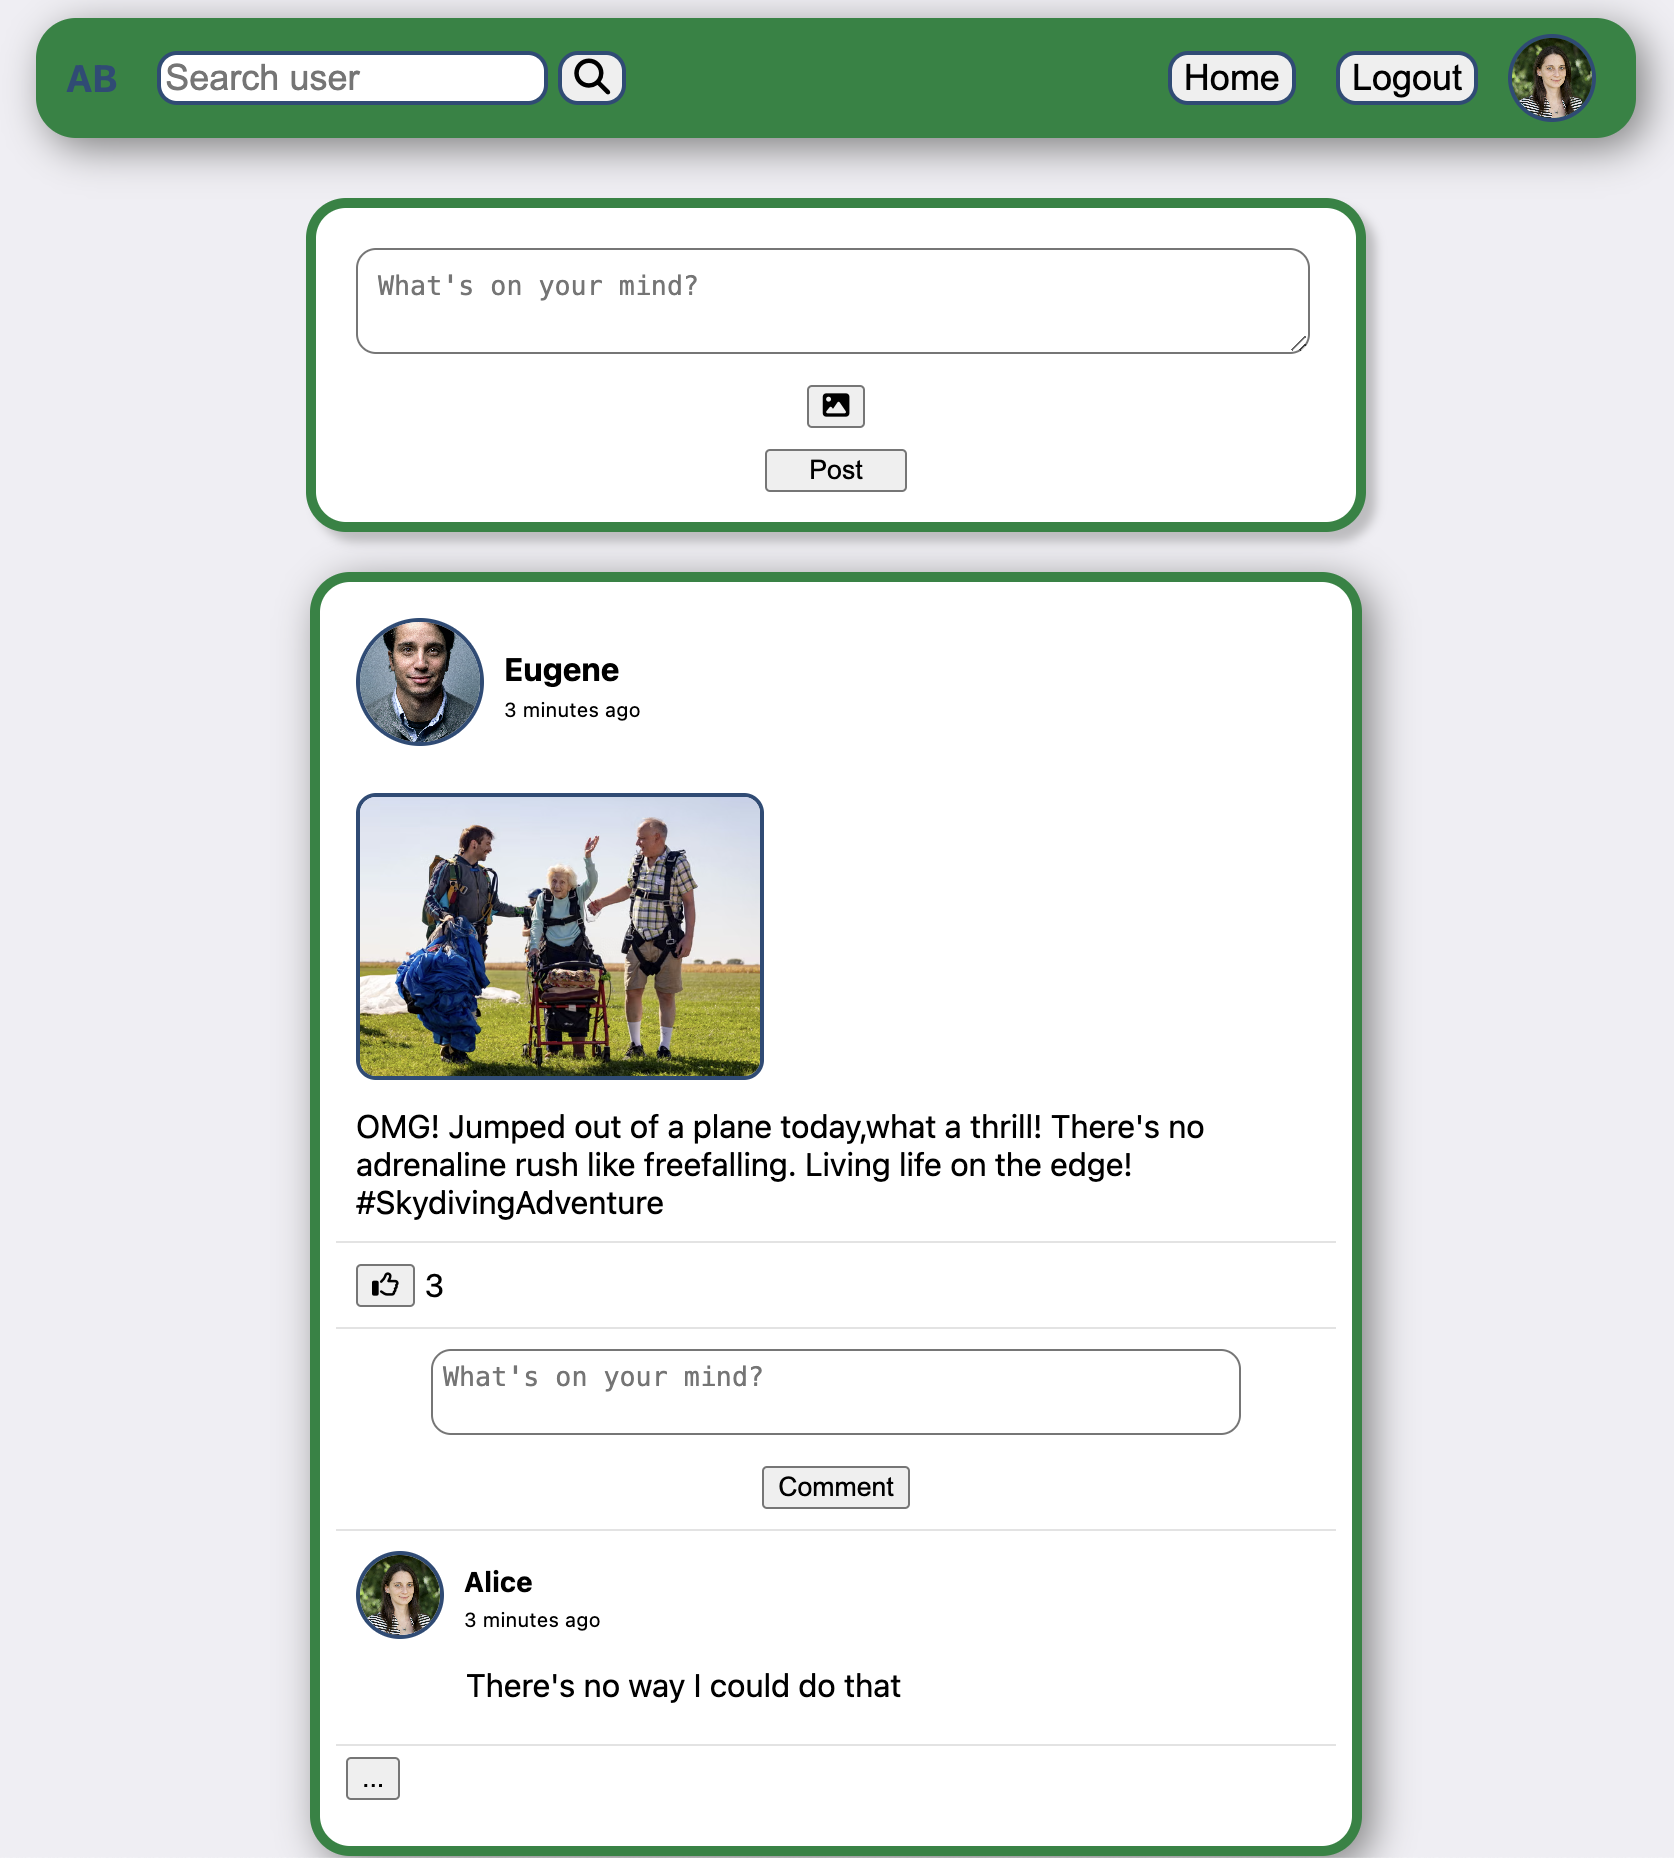 AB
Search user
Home
Logout
What's on your mind?
Post
Eugene
3 minutes ago
OMG! Jumped out of a plane today,what a thrill! There's no
adrenaline rush like freefalling. Living life on the edge!
#SkydivingAdventure
3
What's on your mind?
Comment
Alice
3 minutes ago
There's no way I could do that
...